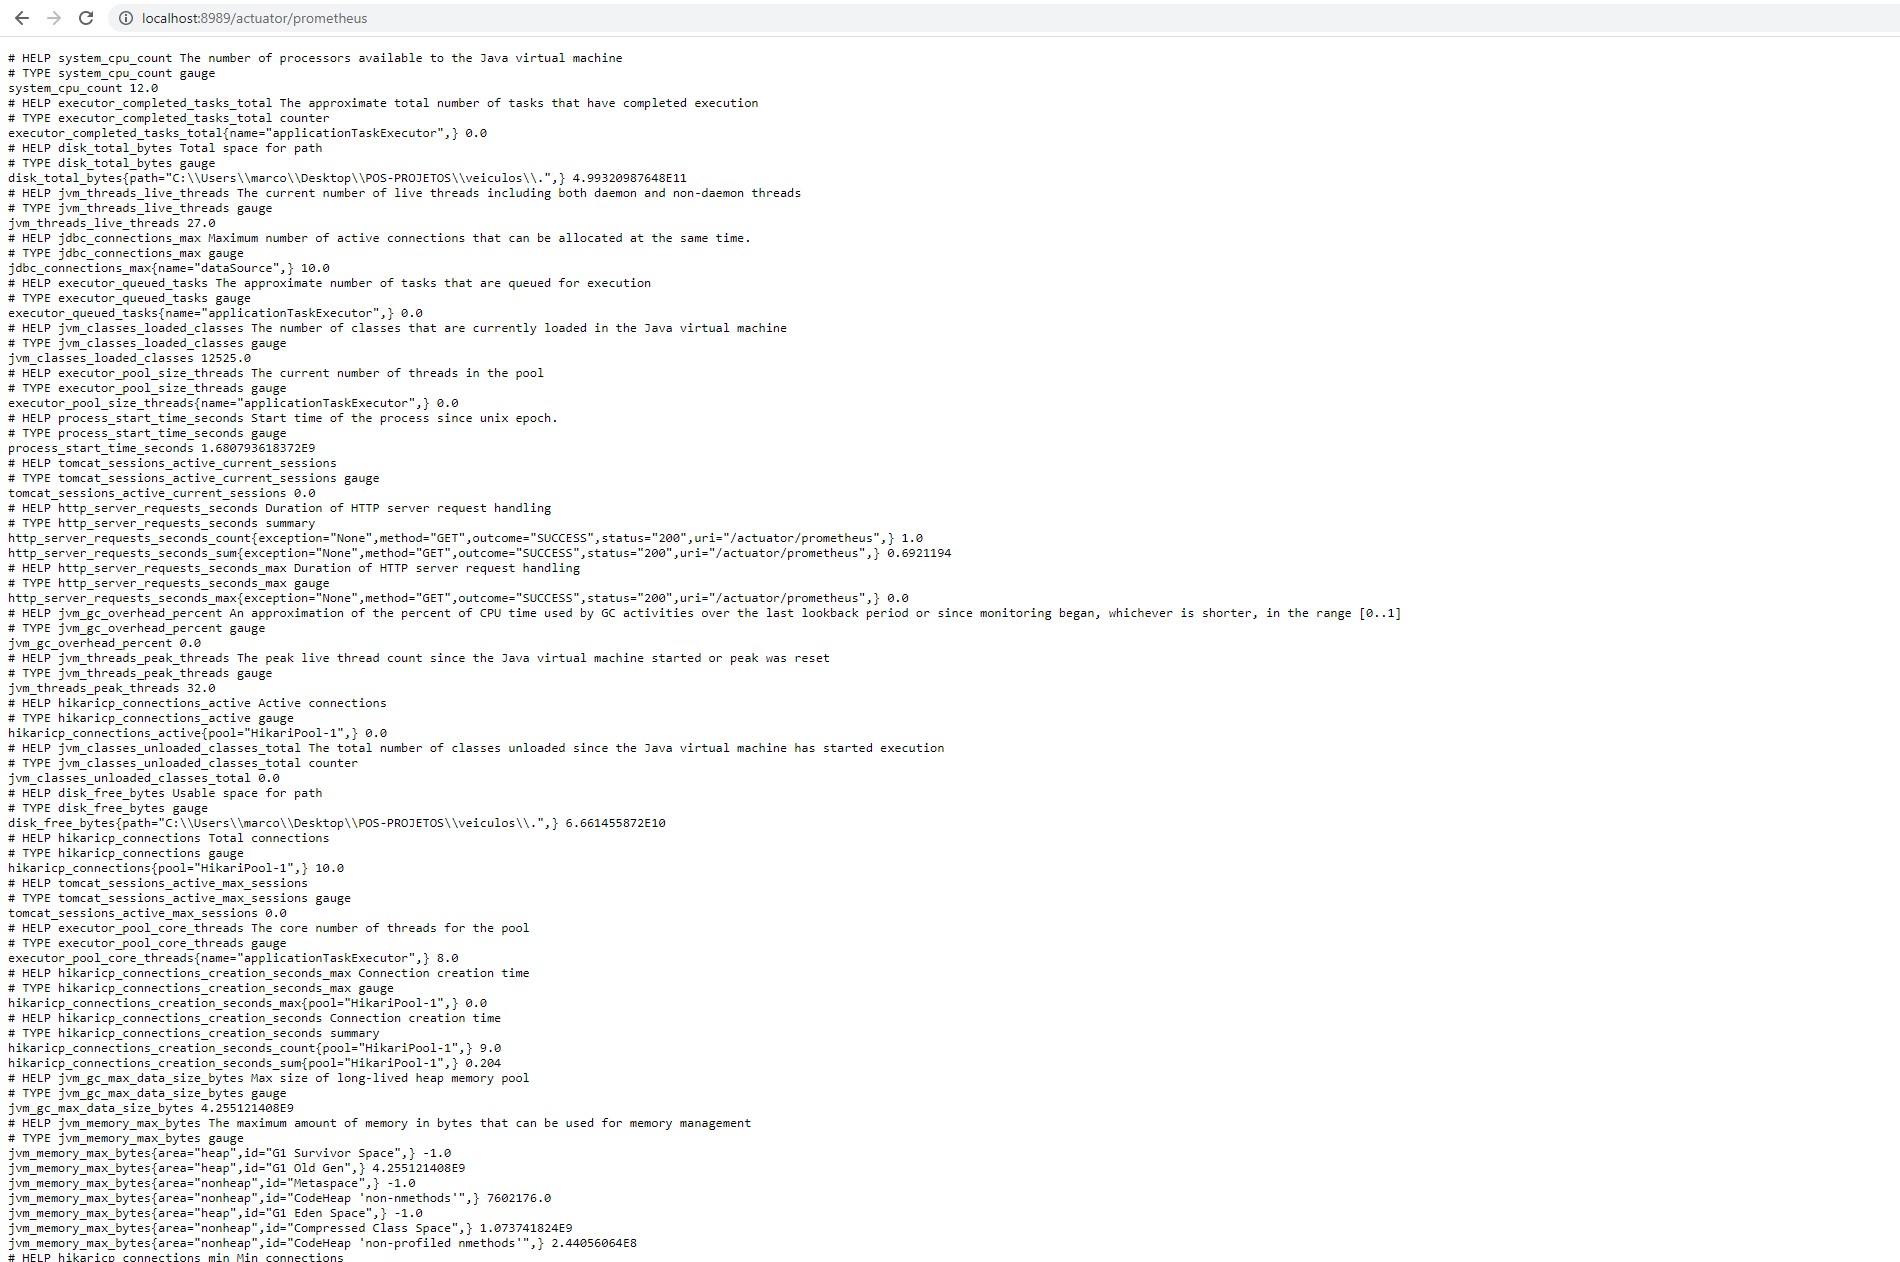 localhost:8989/actuator/prometheus
# HELP system_cpu_count The number of processors available to the Java virtual machine
# TYPE system_cpu_count gauge
system_cpu_count 12.0
# HELP executor_completed_tasks_total The approximate total number of tasks that have completed execution
# TYPE executor_completed_tasks_total counter
executor_completed_tasks_total{name="applicationTaskExecutor",} 0.0
# HELP disk_total_bytes Total space for path
# TYPE disk_total_bytes gauge
disk_total_bytes{path="C:\\Users\\marco\\Desktop\\POS-PROJETOS\\veiculos\\.",} 4.99320987648E11
# HELP jvm_threads_live_threads The current number of live threads including both daemon and non-daemon threads
# TYPE jvm_threads_live_threads gauge
jvm_threads_live_threads 27.0
# HELP jdbc_connections_max Maximum number of active connections that can be allocated at the same time.
# TYPE jdbc_connections_max gauge
jdbc_connections_max{name="dataSource",} 10.0
# HELP executor_queued_tasks The approximate number of tasks that are queued for execution
# TYPE executor_queued_tasks gauge
executor_queued_tasks{name="applicationTaskExecutor",} 0.0
# HELP jvm_classes_loaded_classes The number of classes that are currently loaded in the Java virtual machine
# TYPE jvm_classes_loaded_classes gauge
jvm_classes_loaded_classes 12525.0
# HELP executor_pool_size_threads The current number of threads in the pool
# TYPE executor_pool_size_threads gauge
executor_pool_size_threads{name="applicationTaskExecutor",} 0.0
# HELP process_start_time_seconds Start time of the process since unix epoch.
# TYPE process_start_time_seconds gauge
process_start_time_seconds 1.680793618372E9
# HELP tomcat_sessions_active_current_sessions
# TYPE tomcat_sessions_active_current_sessions gauge
tomcat_sessions_active_current_sessions 0.0
# HELP http_server_requests_seconds Duration of HTTP server request handling
# TYPE http_server_requests_seconds summary
http_server_requests_seconds_count{exception="None",method="GET",outcome="SUCCESS",status="200",uri="/actuator/prometheus",} 1.0
http_server_requests_seconds_sum{exception="None",method="GET",outcome="SUCCESS",status="200",uri="/actuator/prometheus",} 0.6921194
# HELP http_server_requests_seconds_max Duration of HTTP server request handling
# TYPE http_server_requests_seconds_max gauge
http_server_requests_seconds_max{exception="None",method="GET",outcome="SUCCESS",status="200",uri="/actuator/prometheus",} 0.0
# HELP jvm_gc_overhead_percent An approximation of the percent of CPU time used by GC activities over the last lookback period or since monitoring began, whichever is shorter, in the range [0..1]
# TYPE jvm_gc_overhead_percent gauge
jvm_gc_overhead_percent 0.0
# HELP jvm_threads_peak_threads The peak live thread count since the Java virtual machine started or peak was reset
# TYPE jvm_threads_peak_threads gauge
jvm_threads_peak_threads 32.0
# HELP hikaricp_connections_active Active connections
# TYPE hikaricp_connections_active gauge
hikaricp_connections_active{pool="HikariPool-1",} 0.0
# HELP jvm_classes_unloaded_classes_total The total number of classes unloaded since the Java virtual machine has started execution
# TYPE jvm_classes_unloaded_classes_total counter
jvm_classes_unloaded_classes_total 0.0
# HELP disk_free_bytes Usable space for path
# TYPE disk_free_bytes gauge
disk_free_bytes{path="C:\\Users\\marco\\Desktop\\POS-PROJETOS\\veiculos\\.",} 6.661455872E10
# HELP hikaricp_connections Total connections
# TYPE hikaricp_connections gauge
hikaricp_connections{pool="HikariPool-1",} 10.0
# HELP tomcat_sessions_active_max_sessions
# TYPE tomcat_sessions_active_max_sessions gauge
tomcat_sessions_active_max_sessions 0.0
# HELP executor_pool_core_threads The core number of threads for the pool
# TYPE executor_pool_core_threads gauge
executor_pool_core_threads{name="applicationTaskExecutor",} 8.0
# HELP hikaricp_connections_creation_seconds_max Connection creation time
# TYPE hikaricp_connections_creation_seconds_max gauge
hikaricp_connections_creation_seconds_max{pool="HikariPool-1",} 0.0
# HELP hikaricp_connections_creation_seconds Connection creation time
# TYPE hikaricp_connections_creation_seconds summary
hikaricp_connections_creation_seconds_count{pool="HikariPool-1",} 9.0
hikaricp_connections_creation_seconds_sum{pool="HikariPool-1",} 0.204
# HELP jvm_gc_max_data_size_bytes Max size of long-lived heap memory pool
# TYPE jvm_gc_max_data_size_bytes gauge
jvm_gc_max_data_size_bytes 4.255121408E9
# HELP jvm_memory_max_bytes The maximum amount of memory in bytes that can be used for memory management
# TYPE jvm_memory_max_bytes gauge
jvm_memory_max_bytes{area="heap",id="G1 Survivor Space",} -1.0
jvm_memory_max_bytes{area="heap",id="G1 Old Gen",} 4.255121408E9
jvm_memory_max_bytes{area="nonheap",id="Metaspace",} -1.0
jvm_memory_max_bytes{area="nonheap",id="CodeHeap 'non-nmethods'",} 7602176.0
jvm_memory_max_bytes{area="heap",id="G1 Eden Space",} -1.0
jvm_memory_max_bytes{area="nonheap",id="Compressed Class Space",} 1.073741824E9
jvm_memory_max_bytes{area="nonheap",id="CodeHeap 'non-profiled nmethods'",} 2.44056064E8
# HELP hikaricp_connections_min Min connections